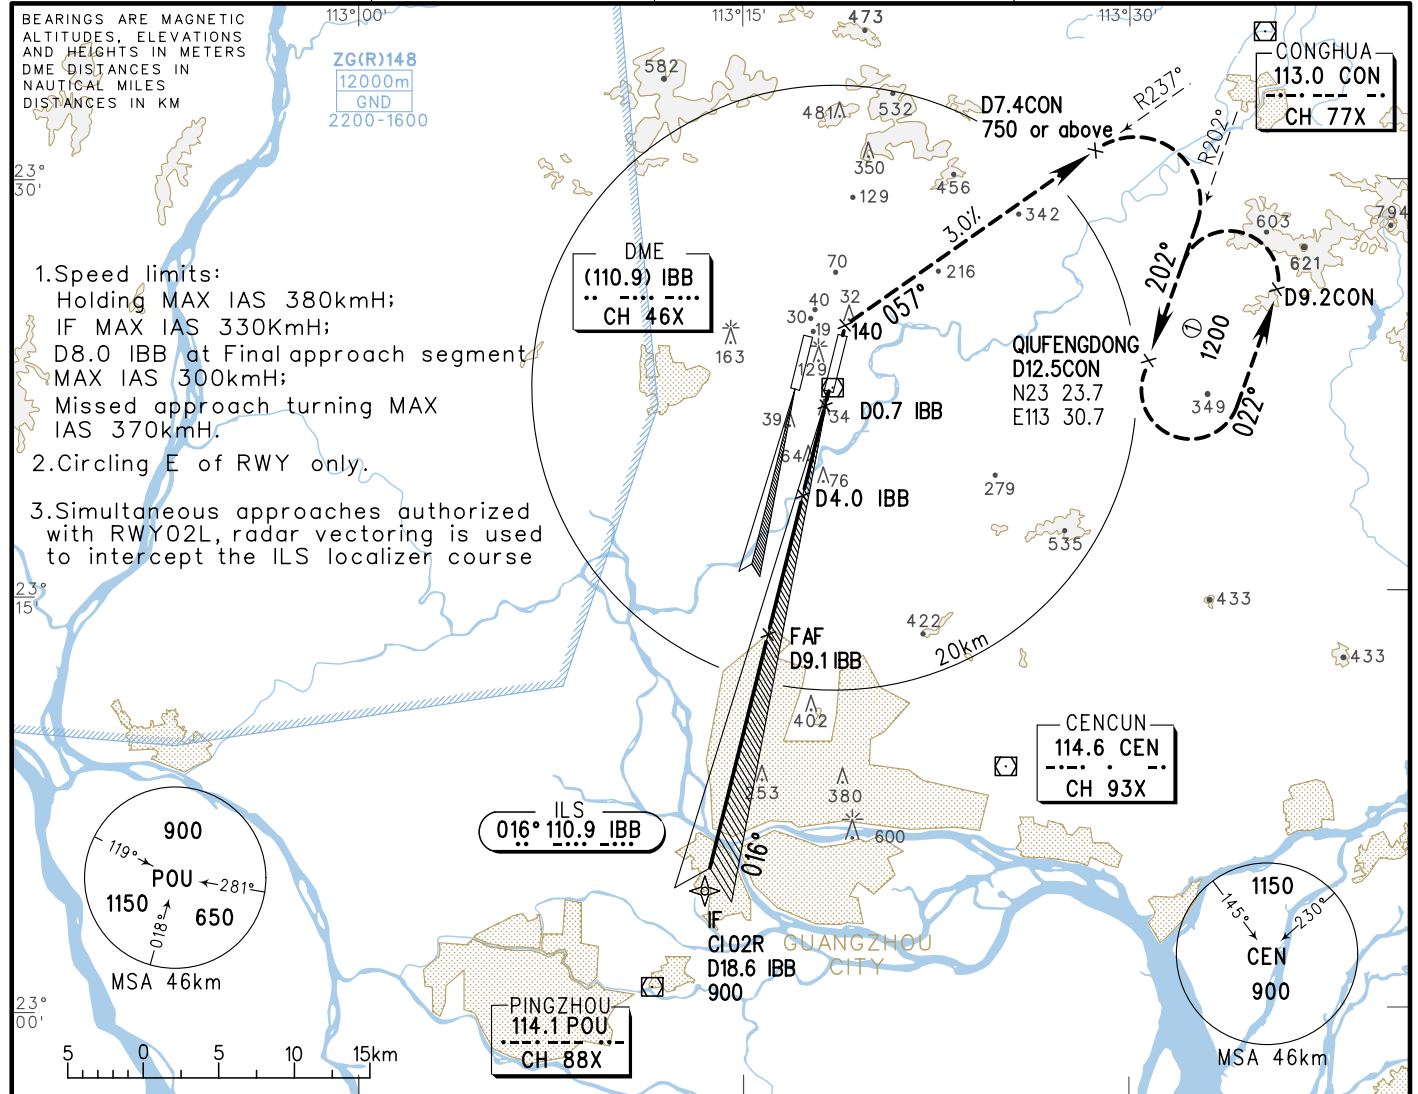 BEARINGS ARE MAGNETIC
ALTITUDES, ELEVATIONS
AND HEIGHTS IN METERS
DME DISTANCES IN
NAUTICAL MILES
DISTANCES IN KM
113°00'
113°15'
113°30'
ZG(R)148
12000m
GND
2200-1600
582
473
481
532
350
129
456
342
216
70
40
30
32
19
163
129
140
39
34
64
76
279
535
422
433
433
402
253
380
600
603
621
794
349
D7.4CON
750 or above
R237°
R202°
CONGHUA
113.0 CON
CH 77X
23°
30'
DME
(110.9) IBB
CH 46X
3.0%
057°
202°
1
1200
022°
D9.2CON
QIUFENGDONG
D12.5CON
N23 23.7
E113 30.7
1.Speed limits:
Holding MAX IAS 380kmH;
IF MAX IAS 330KmH;
D8.0 IBB at Final approach segment
MAX IAS 300kmH;
Missed approach turning MAX
IAS 370kmH.
2.Circling E of RWY only.
3.Simultaneous approaches authorized
with RWY02L, radar vectoring is used
to intercept the ILS localizer course
D0.7 IBB
D4.0 IBB
23°
15'
FAF
D9.1 IBB
20km
CENCUN
114.6 CEN
CH 93X
ILS
016° 110.9 IBB
016°
900
119°
POU
281°
1150
650
018°
MSA 46km
IF
CI02R
D18.6 IBB
900
GUANGZHOU
CITY
1150
145°
230°
CEN
900
MSA 46km
23°
00'
PINGZHOU
114.1 POU
CH 88X
5 0 5 10 15km